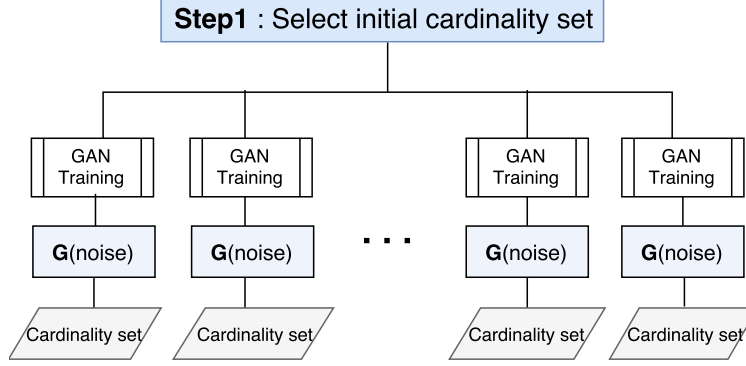 Step1 : Select initial cardinality set
GAN
Training
GAN
Training
GAN
Training
GAN
Training
G(noise)
G(noise)
...
G(noise)
G(noise)
Cardinality set
Cardinality set
Cardinality set
Cardinality set